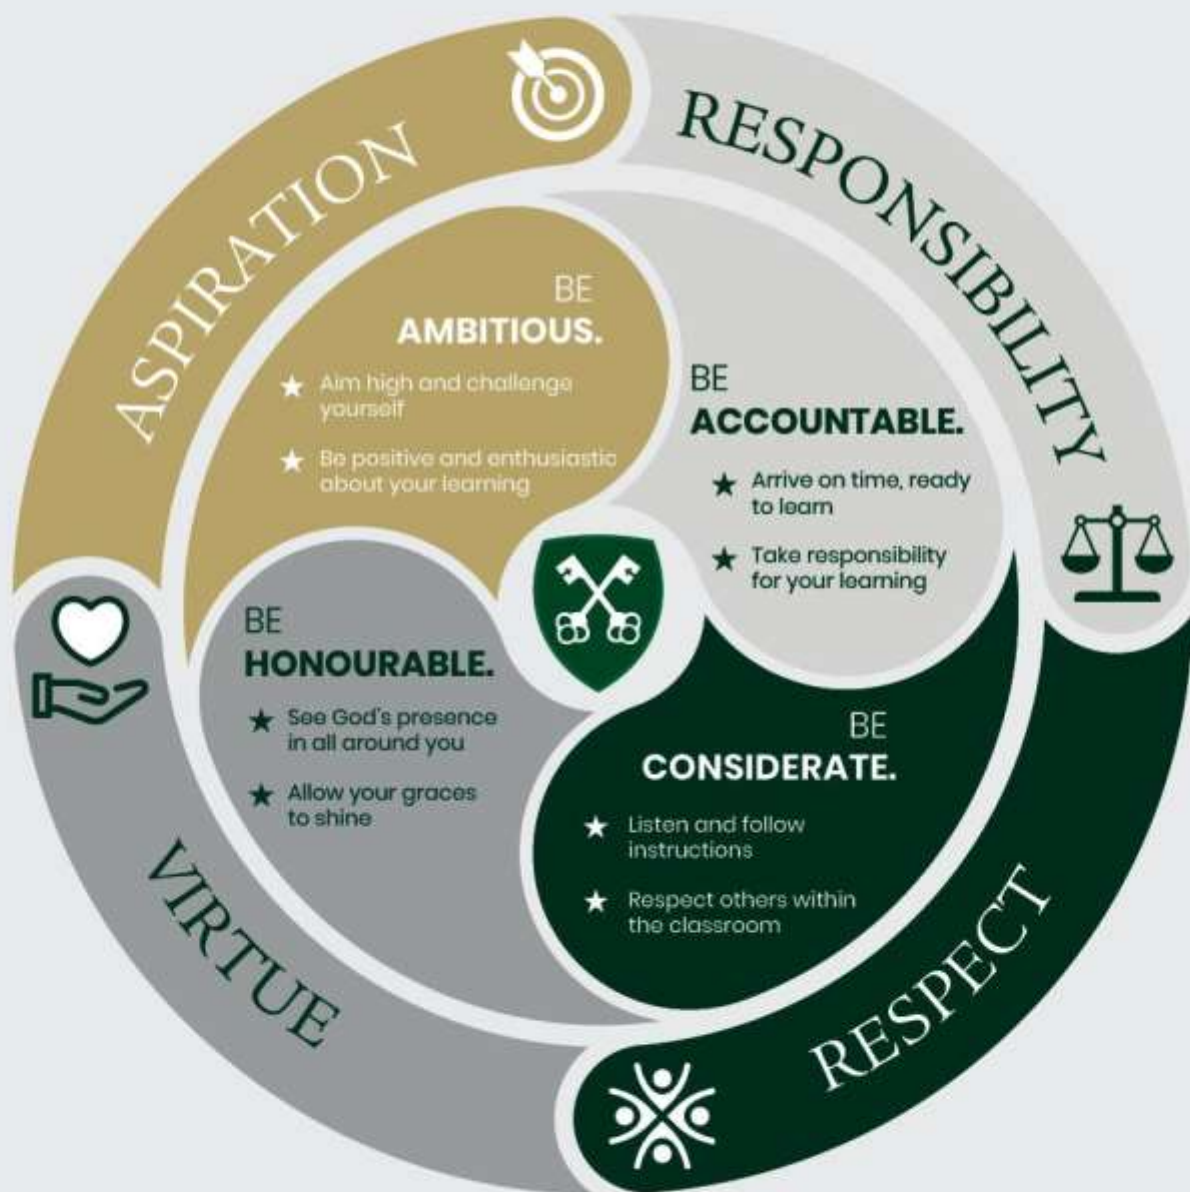 ASPIRATION
BE
AMBITIOUS.
Aim high and challenge
yourself
Be positive and enthusiastic
about your learning
RESPONSIBILITY
BE
ACCOUNTABLE.
Arrive on time, ready
to learn
Take responsibility
for your learning
VIRTUE
BE
HONOURABLE.
See God's presence
in all around you
Allow your graces
to shine
RESPECT
BE
CONSIDERATE.
Listen and follow
instructions
Respect others within
the classroom